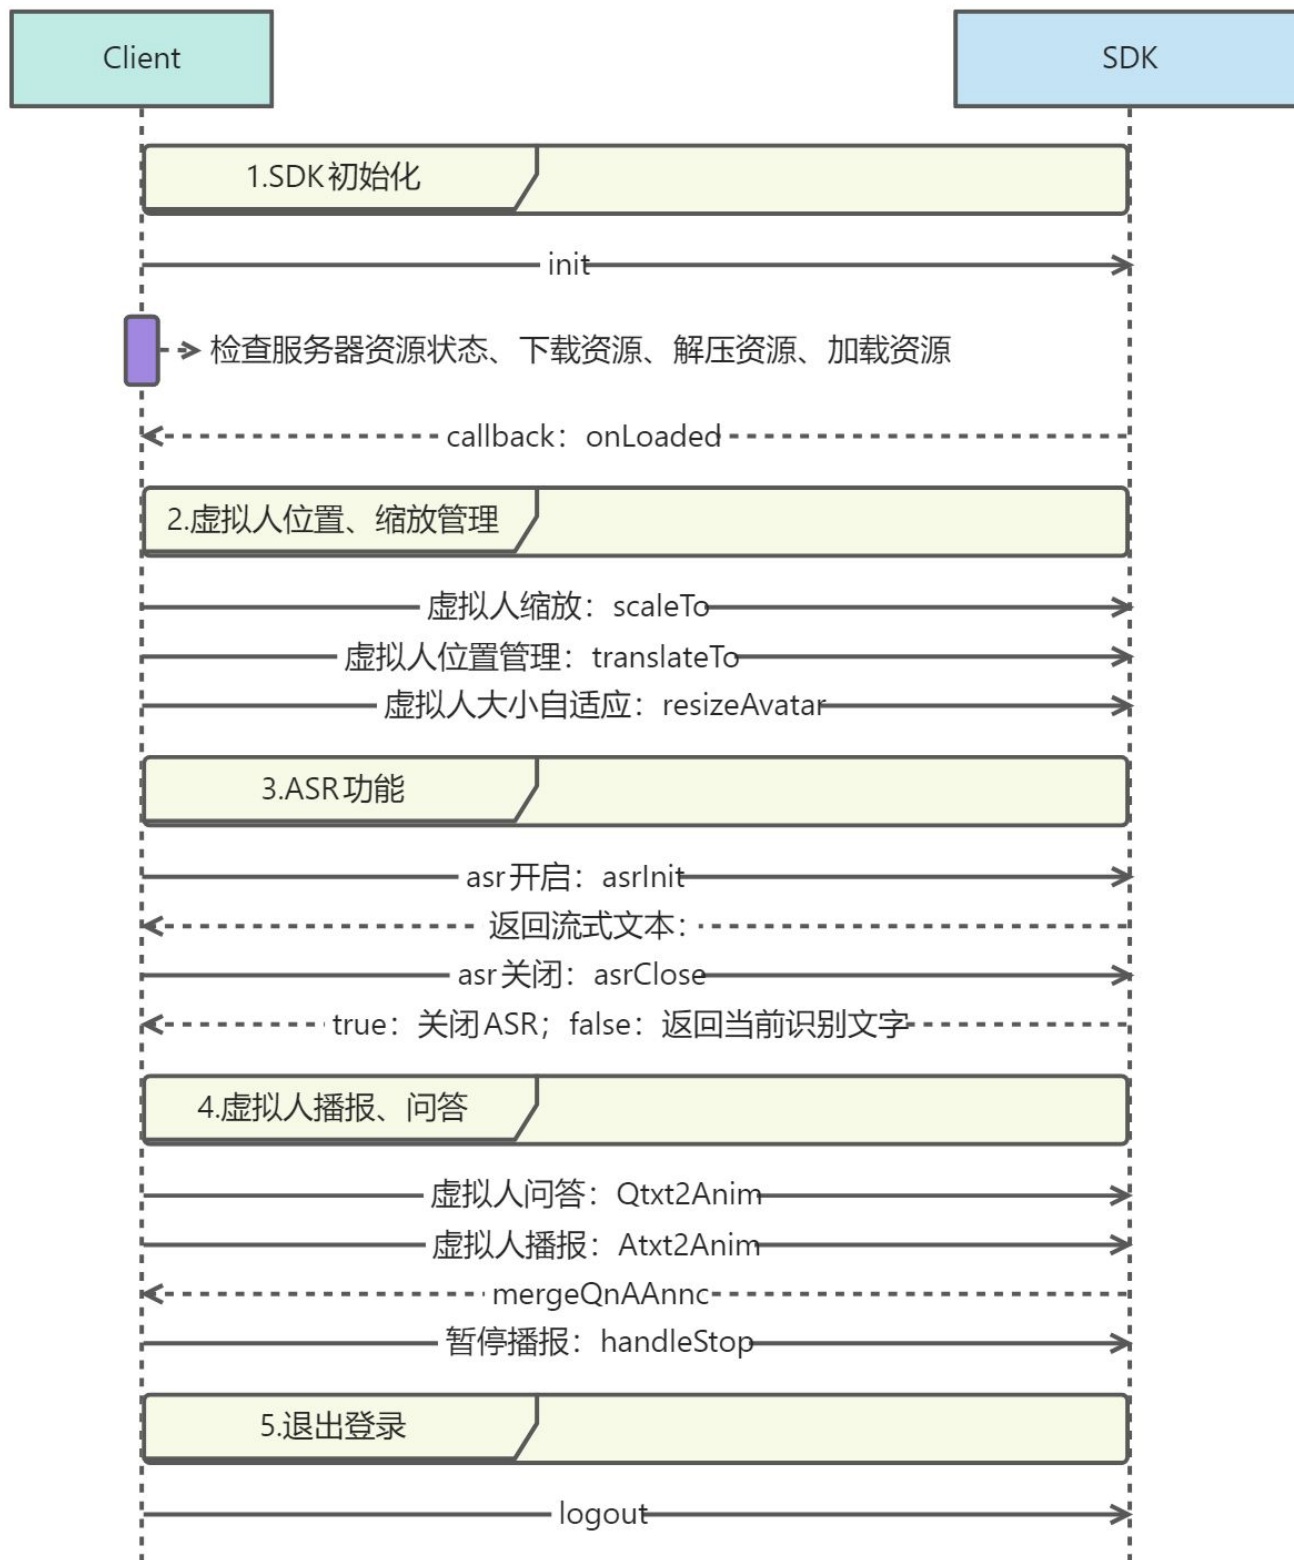 Client
SDK
1.SDK初始化
init
检查服务器资源状态、下载资源、解压资源、加载资源
callback：onLoaded
2.虚拟人位置、缩放管理
虚拟人缩放：scaleTo
虚拟人位置管理：translateTo
虚拟人大小自适应：resizeAvatar
3.ASR功能
asr开启：asrInit
返回流式文本：
asr关闭：asrClose
true：关闭ASR；false：返回当前识别文字
4.虚拟人播报、问答
虚拟人问答：Qtxt2Anim
虚拟人播报：Atxt2Anim
mergeQnAAnnc
暂停播报：handleStop
5.退出登录
logout